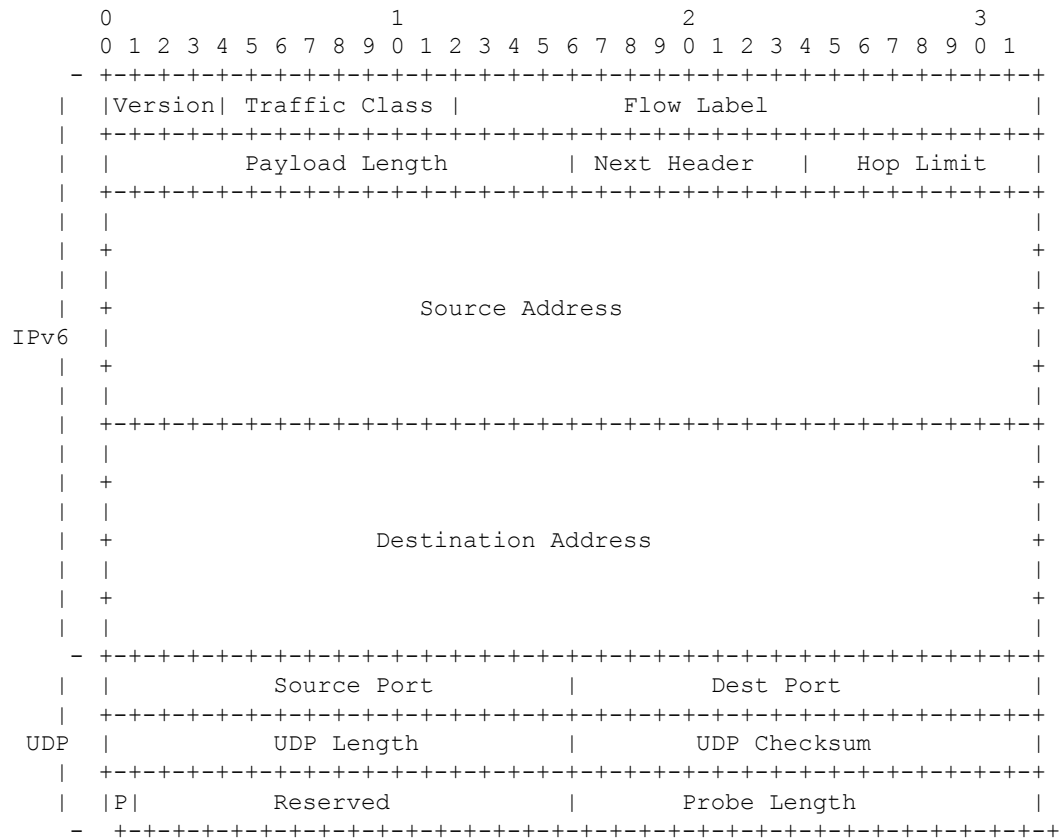 0                   1                   2                   3
0 1 2 3 4 5 6 7 8 9 0 1 2 3 4 5 6 7 8 9 0 1 2 3 4 5 6 7 8 9 0 1
- +-+-+-+-+-+-+-+-+-+-+-+-+-+-+-+-+-+-+-+-+-+-+-+-+-+-+-+-+-+-+-+-+
| |Version| Traffic Class |           Flow Label                  |
| +-+-+-+-+-+-+-+-+-+-+-+-+-+-+-+-+-+-+-+-+-+-+-+-+-+-+-+-+-+-+-+-+
| |         Payload Length        | Next Header   |   Hop Limit   |
| +-+-+-+-+-+-+-+-+-+-+-+-+-+-+-+-+-+-+-+-+-+-+-+-+-+-+-+-+-+-+-+-+
| |                                                               |
| +                                                               +
| |                                                               |
| +                     Source Address                            +
IPv6 |                                                               |
| +                                                               +
| |                                                               |
| +-+-+-+-+-+-+-+-+-+-+-+-+-+-+-+-+-+-+-+-+-+-+-+-+-+-+-+-+-+-+-+-+
| |                                                               |
| +                                                               +
| |                                                               |
| +                  Destination Address                          +
| |                                                               |
| +                                                               +
| |                                                               |
- +-+-+-+-+-+-+-+-+-+-+-+-+-+-+-+-+-+-+-+-+-+-+-+-+-+-+-+-+-+-+-+-+
| |           Source Port         |         Dest Port             |
| +-+-+-+-+-+-+-+-+-+-+-+-+-+-+-+-+-+-+-+-+-+-+-+-+-+-+-+-+-+-+-+-+
UDP |           UDP Length          |        UDP Checksum           |
| +-+-+-+-+-+-+-+-+-+-+-+-+-+-+-+-+-+-+-+-+-+-+-+-+-+-+-+-+-+-+-+-+
| |P|         Reserved            |       Probe Length            |
- +-+-+-+-+-+-+-+-+-+-+-+-+-+-+-+-+-+-+-+-+-+-+-+-+-+-+-+-+-+-+-+-+